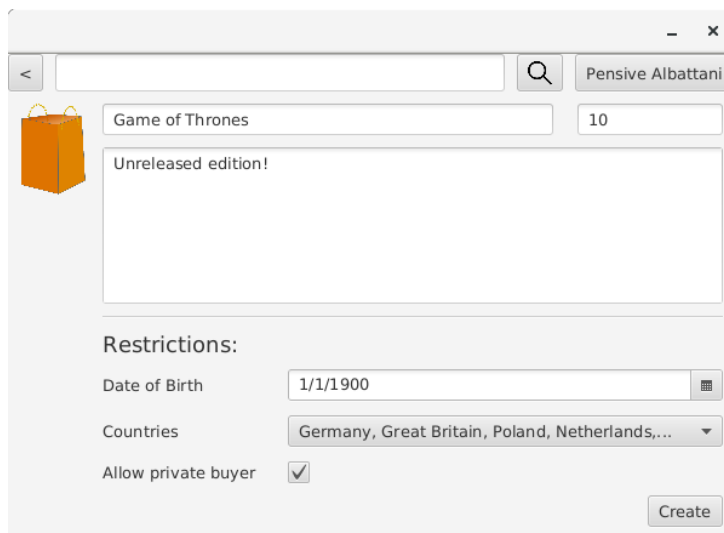 < Pensive Albattani
Game of Thrones 10
Unreleased edition!
Restrictions:
Date of Birth 1/1/1900
Countries Germany, Great Britain, Poland, Netherlands,...
Allow private buyer
Create